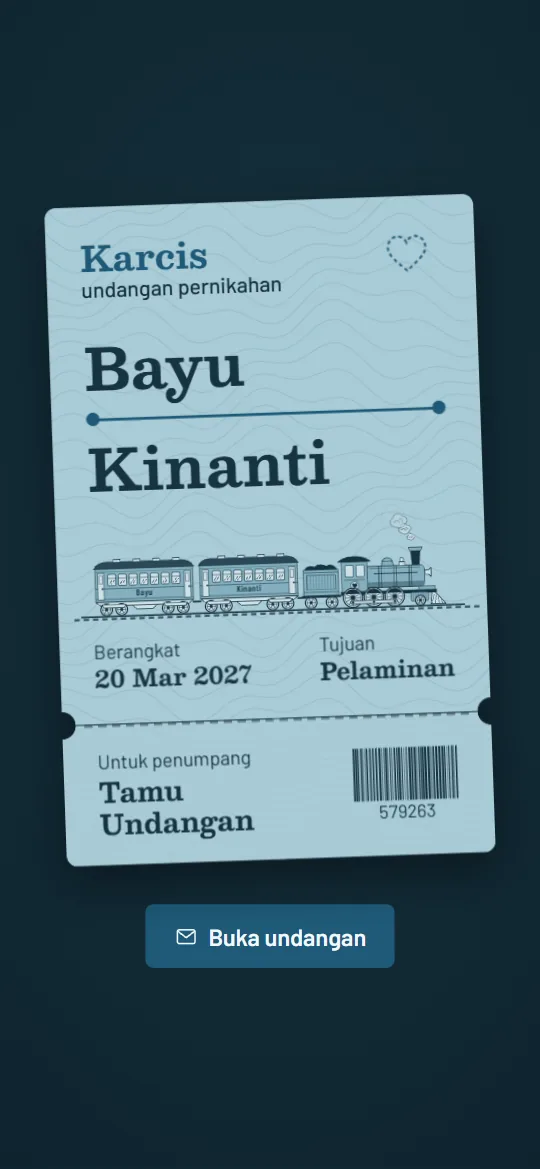 Karcis
undangan pernikahan
Bayu
Kinanti
Bayu
Kinanti
Berangkat
20 Mar 2027
Tujuan
Pelaminan
Untuk penumpang
Tamu
Undangan
579263
Buka undangan